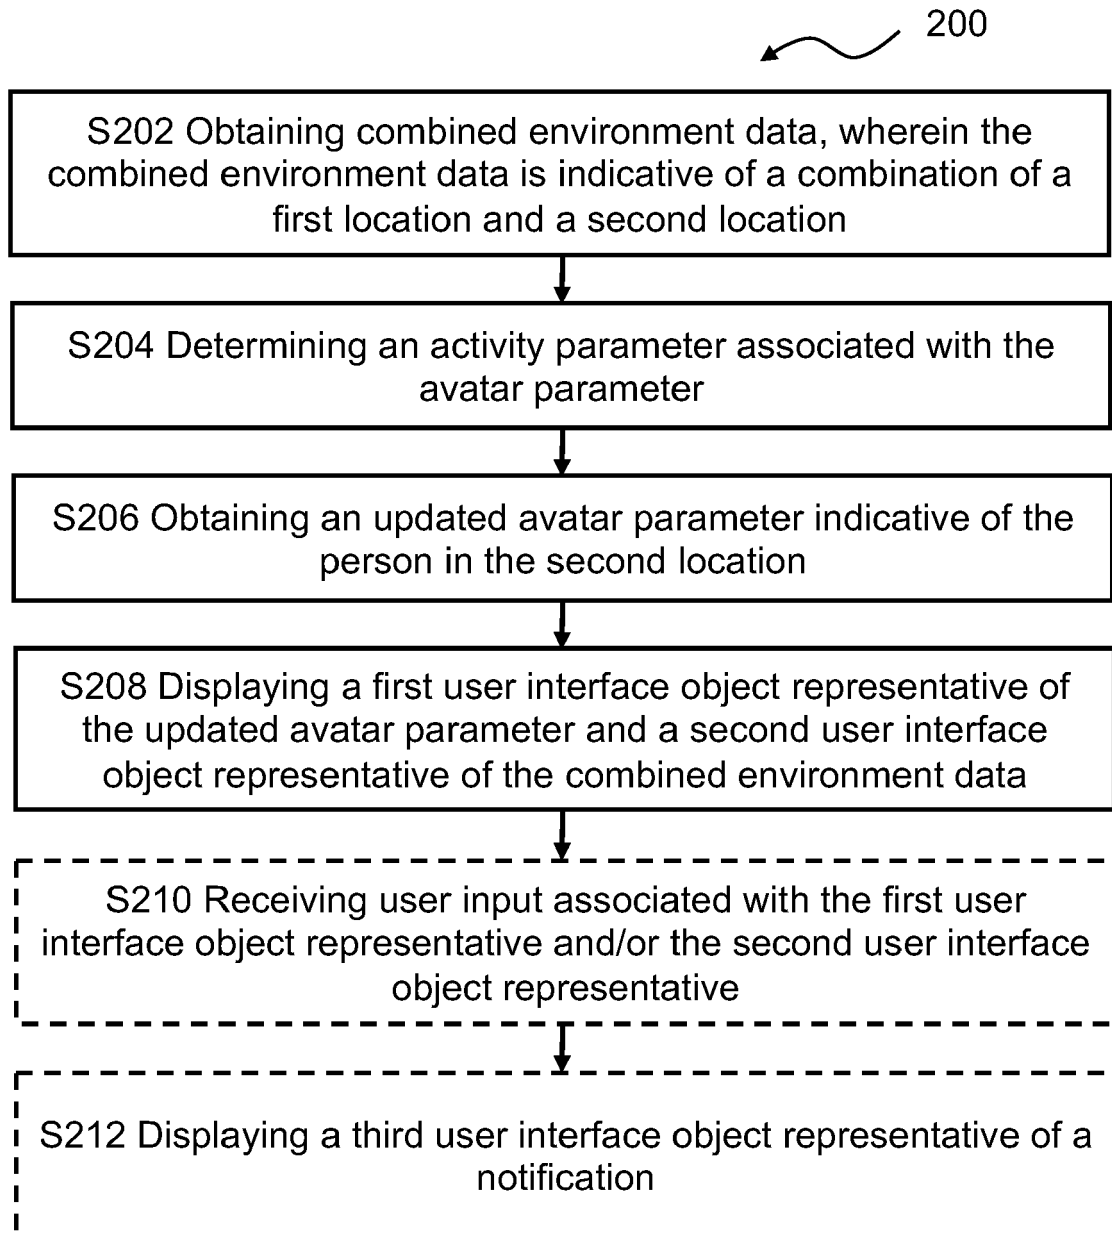 200
S202 Obtaining combined environment data, wherein the
combined environment data is indicative of a combination of a
first location and a second location
S204 Determining an activity parameter associated with the
avatar parameter
S206 Obtaining an updated avatar parameter indicative of the
person in the second location
S208 Displaying a first user interface object representative of
the updated avatar parameter and a second user interface
object representative of the combined environment data
S210 Receiving user input associated with the first user
interface object representative and/or the second user interface
object representative
S212 Displaying a third user interface object representative of a
notification